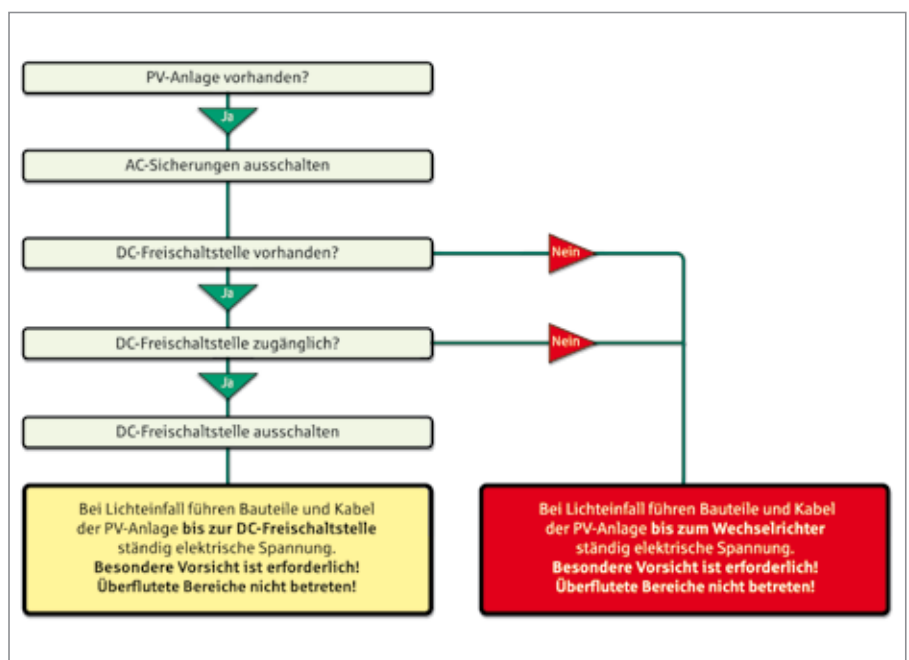 PV-Anlage vorhanden?
Ja
AC-Sicherungen ausschalten
DC-Freischaltstelle vorhanden?
Nein
Ja
DC-Freischaltstelle zugänglich?
Nein
Ja
DC-Freischaltstelle ausschalten
Bei Lichteinfall führen Bauteile und Kabel
der PV-Anlage bis zur DC-Freischaltstelle
ständig elektrische Spannung.
Besondere Vorsicht ist erforderlich!
Überflutete Bereiche nicht betreten!
Bei Lichteinfall führen Bauteile und Kabel
der PV-Anlage bis zum Wechselrichter
ständig elektrische Spannung.
Besondere Vorsicht ist erforderlich!
Überflutete Bereiche nicht betreten!